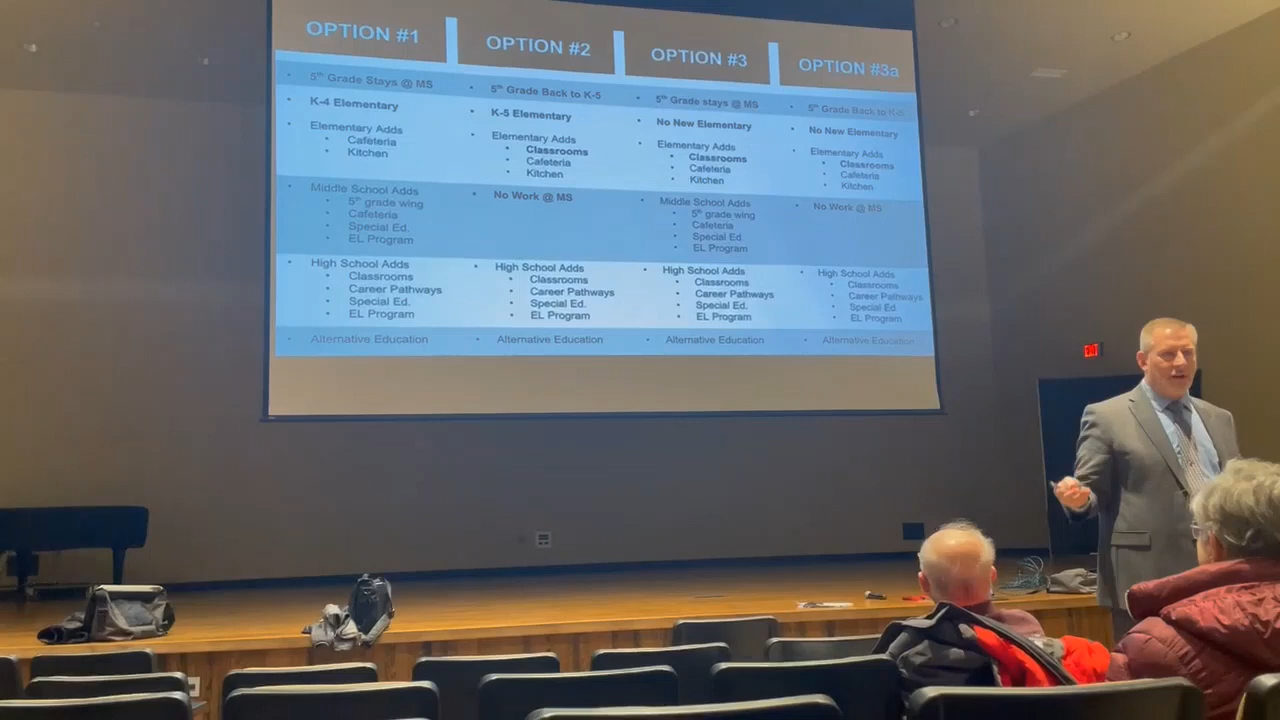 OPTION #1
• 5th Grade Stays @ MS
• K-4 Elementary
• Elementary Adds
• Cafeteria
• Kitchen
• Middle School Adds
• 5th grade wing
• Cafeteria
• Special Ed.
• EL Program
• High School Adds
• Classrooms
• Career Pathways
• Special Ed.
• EL Program
• Alternative Education
OPTION #2
• 5th Grade Back to K-5
• K-5 Elementary
• Elementary Adds
• Classrooms
• Cafeteria
• Kitchen
• No Work @ MS
• High School Adds
• Classrooms
• Career Pathways
• Special Ed.
• EL Program
• Alternative Education
OPTION #3
• 5th Grade stays @ MS
• No New Elementary
• Elementary Adds
• Classrooms
• Cafeteria
• Kitchen
• Middle School Adds
• 5th grade wing
• Cafeteria
• Special Ed.
• EL Program
• High School Adds
• Classrooms
• Career Pathways
• Special Ed.
• EL Program
• Alternative Education
OPTION #3a
• 5th Grade Back to K-5
• No New Elementary
• Elementary Adds
• Classrooms
• Cafeteria
• Kitchen
• No Work @ MS
• High School Adds
• Classrooms
• Career Pathways
• Special Ed.
• EL Program
• Alternative Education
EXIT